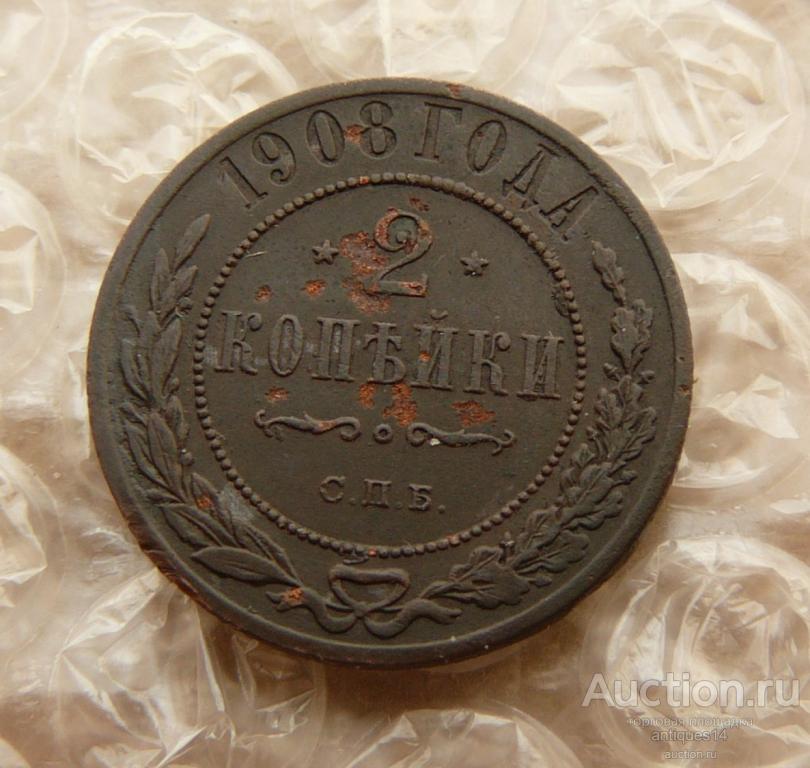 1908 ГОДА
2
КОПѢЙКИ
С.П.Б.
Auction.ru
торговая площадка
antiques14
auction.ru